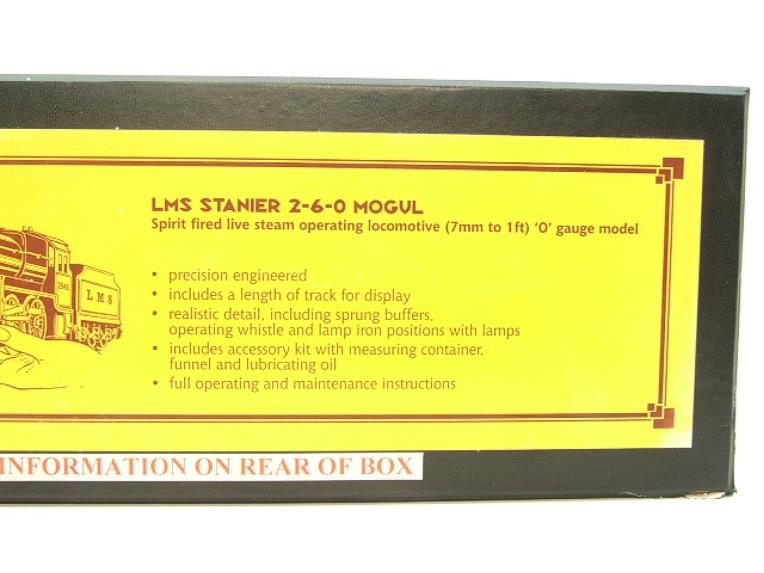 LMS STANIER 2-6-0 MOGUL
Spirit fired live steam operating locomotive (7mm to 1ft) ‘O’ gauge model
• precision engineered
• includes a length of track for display
• realistic detail, including sprung buffers,
operating whistle and lamp iron positions with lamps
• includes accessory kit with measuring container,
funnel and lubricating oil
• full operating and maintenance instructions
LMS
INFORMATION ON REAR OF BOX